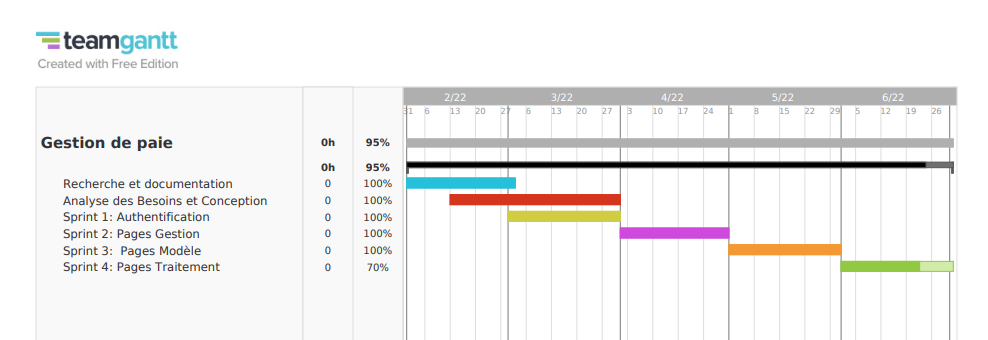 teamgantt
Created with Free Edition
2/22 3/22 4/22 5/22 6/22
31 6 13 20 27 6 13 20 27 3 10 17 24 1 8 15 22 29 5 12 19 26
Gestion de paie 0h 95%
0h 95%
Recherche et documentation 0 100%
Analyse des Besoins et Conception 0 100%
Sprint 1: Authentification 0 100%
Sprint 2: Pages Gestion 0 100%
Sprint 3: Pages Modèle 0 100%
Sprint 4: Pages Traitement 0 70%